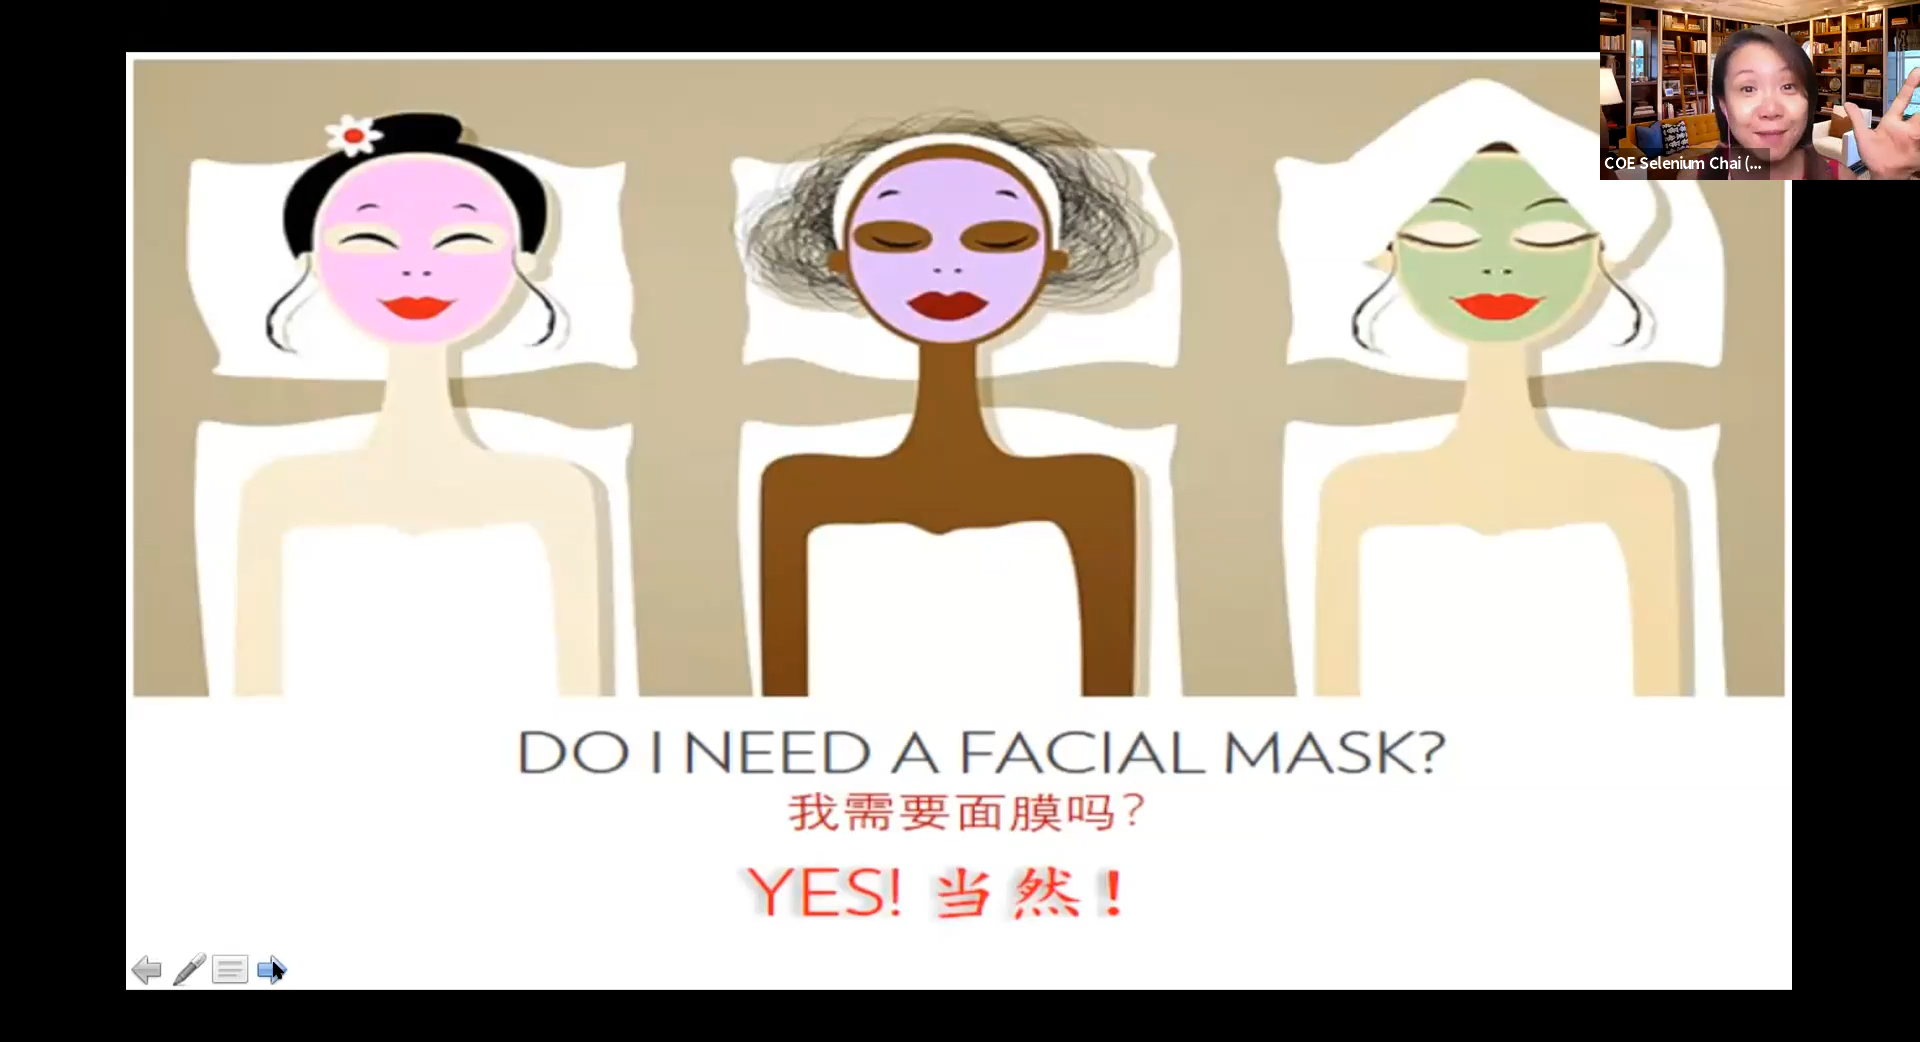 COE Selenium Chai (...
DO I NEED A FACIAL MASK?
我需要面膜吗?
YES! 当然!